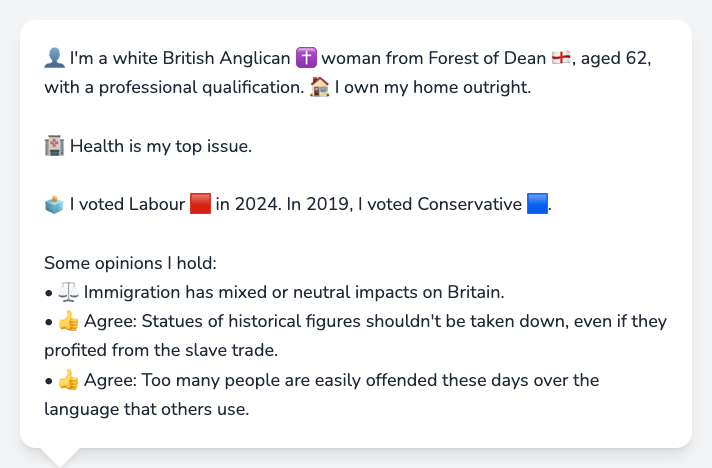 👤 I'm a white British Anglican ✝️ woman from Forest of Dean 🏴󠁧󠁢󠁥󠁮󠁧󠁿, aged 62,
with a professional qualification. 🏠 I own my home outright.
🏥 Health is my top issue.
🗳️ I voted Labour 🟥 in 2024. In 2019, I voted Conservative 🟦.
Some opinions I hold:
• ⚖️ Immigration has mixed or neutral impacts on Britain.
• 👍 Agree: Statues of historical figures shouldn't be taken down, even if they
profited from the slave trade.
• 👍 Agree: Too many people are easily offended these days over the
language that others use.